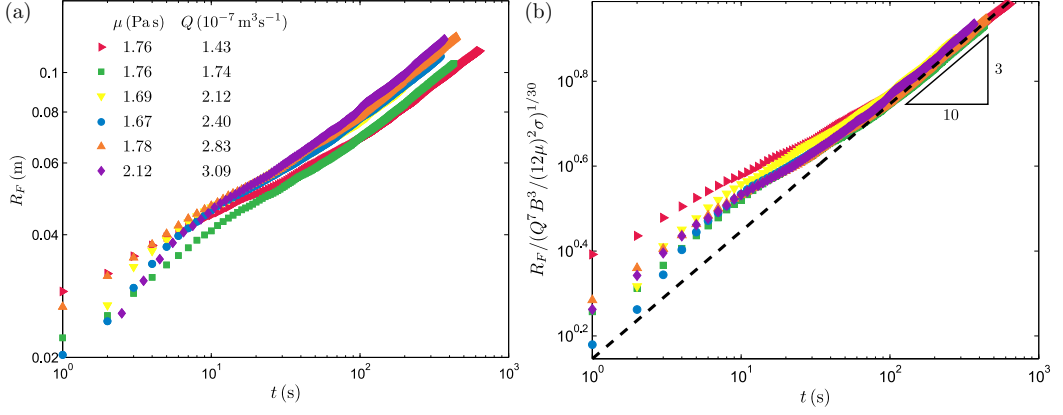 (a)
μ (Pa s) Q (10⁻⁷ m³s⁻¹)
1.76 1.43
1.76 1.74
1.69 2.12
1.67 2.40
1.78 2.83
2.12 3.09
0.1
0.08
0.06
0.04
0.02
R_F (m)
10⁰ 10¹ 10² 10³
t (s)
(b)
10^0.8
10^0.6
10^0.4
10^0.2
R_F/(Q⁷B³/(12μ)²σ)^1/30
3
10
10⁰ 10¹ 10² 10³
t (s)